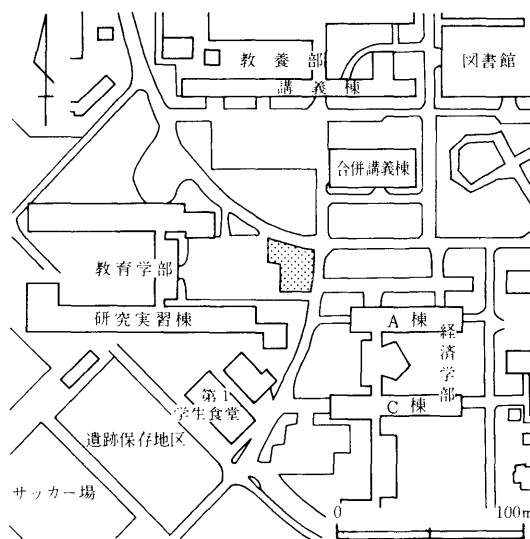 教養部
講義棟
図書館
合併講義棟
教育学部
研究実習棟
A棟
経済学部
C棟
第1
学生食堂
遺跡保存地区
サッカー場
0
100m